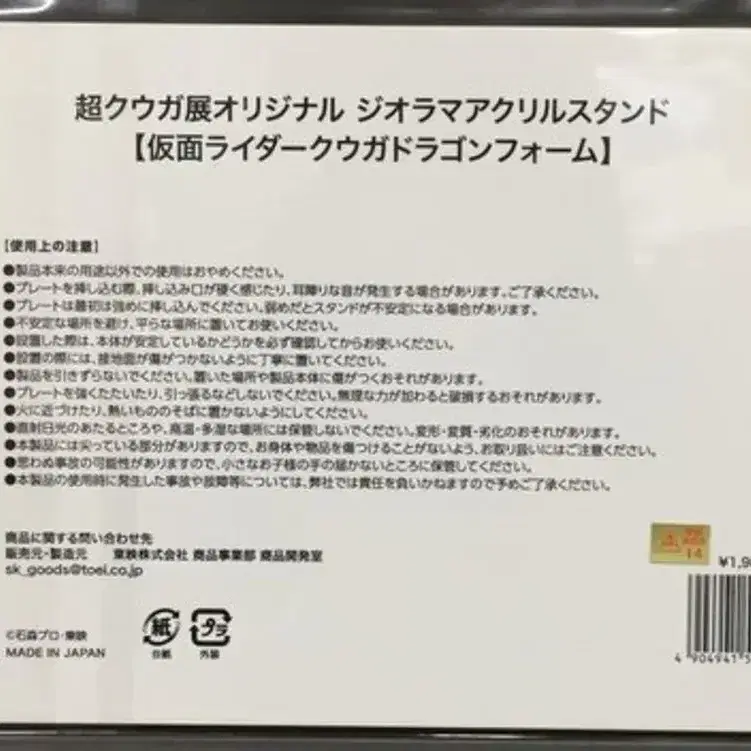 超クウガ展オリジナル ジオラマアクリルスタンド
【仮面ライダークウガドラゴンフォーム】
【使用上の注意】
●製品本来の用途以外での使用はおやめください。
●プレートを挿し込む際、挿し込み口が硬く感じたり、耳障りな音が発生する場合があります。ご了承ください。
●プレートは最初は強めに挿し込んでください。弱めだとスタンドが不安定になる場合があります。
●不安定な場所を避け、平らな場所に置いてお使いください。
●設置した際は、本体が安定しているかどうかを必ず確認してからお使いください。
●設置の際には、接地面が傷がつかないように丁寧に置いてください。
●製品を引きずらないでください。置いた場所や製品本体に傷がつくおそれがあります。
●プレートを強くたたいたり、引っ張るなどしないでください。無理な力が加わると破損するおそれがあります。
●火に近づけたり、熱いもののそばに置かないようにしてください。
●直射日光のあたるところや、高温・多湿な場所には保管しないでください。変形・変質・劣化のおそれがあります。
●本製品には尖っている部分がありますので、お身体や物品を傷つけることがないよう、お取り扱いにはご注意ください。
●思わぬ事故の可能性がありますので、小さなお子様の手の届かないところに保管してください。
●本製品の使用時に発生した事故や故障等については、弊社では責任を負いかねますので予めご了承ください。
商品に関する問い合わせ先
販売元・製造元 東映株式会社 商品事業部 商品開発室
sk_goods@toei.co.jp
14
¥1,9
紙
プラ
台紙
外装
©石森プロ・東映
MADE IN JAPAN
4 904941 5